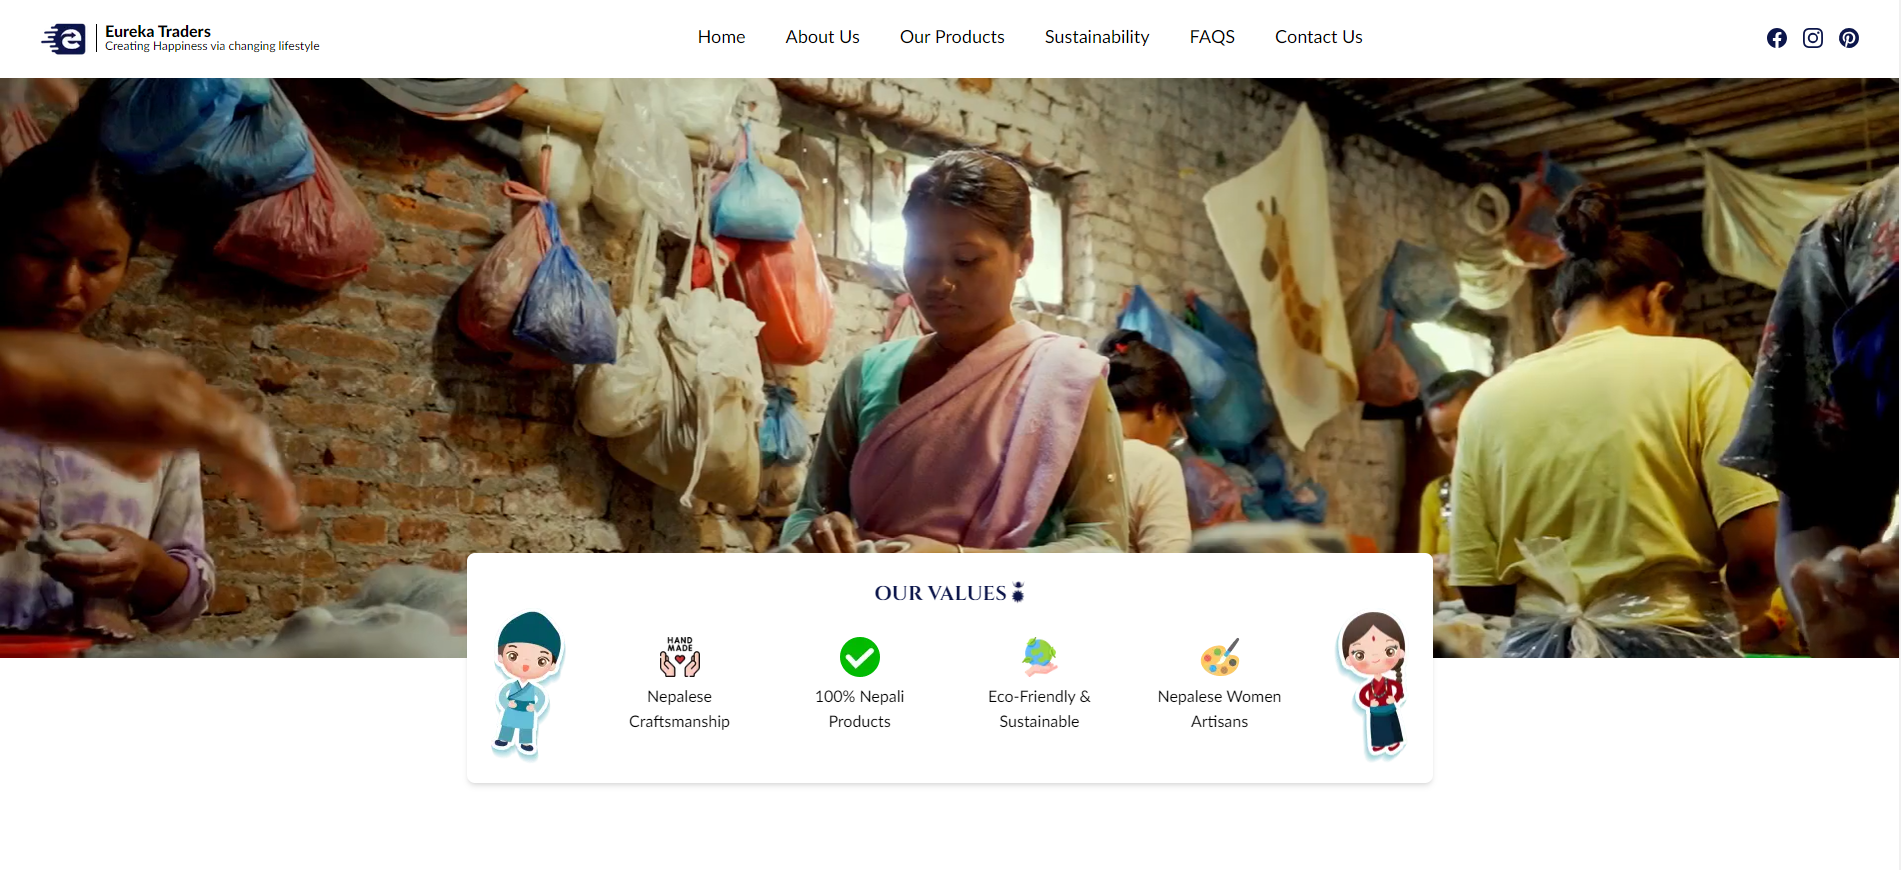 Eureka Traders
Creating Happiness via changing lifestyle
Home
About Us
Our Products
Sustainability
FAQS
Contact Us
OUR VALUES
HAND
MADE
Nepalese
Craftsmanship
100% Nepali
Products
Eco-Friendly &
Sustainable
Nepalese Women
Artisans